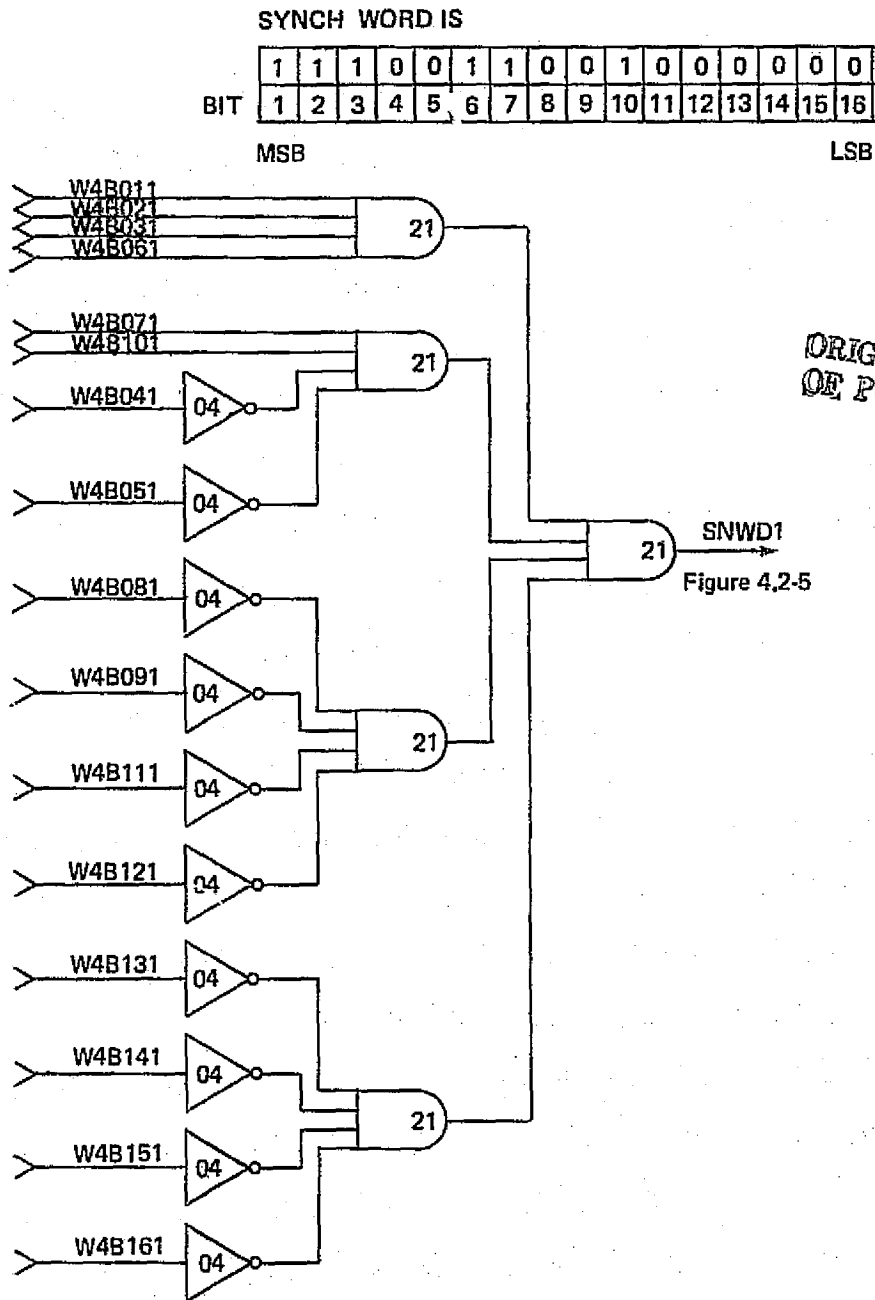 SYNCH WORD IS
1 1 1 0 0 1 1 0 0 1 0 0 0 0 0 0
BIT 1 2 3 4 5 6 7 8 9 10 11 12 13 14 15 16
MSB LSB
W4B011
W4B021
W4B031
W4B061
21
W4B071
W4B101
21
ORIG
OE P
W4B041
04
W4B051
04
SNWD1
21
Figure 4.2-5
W4B081
04
W4B091
04
21
W4B111
04
W4B121
04
W4B131
04
W4B141
04
21
W4B151
04
W4B161
04